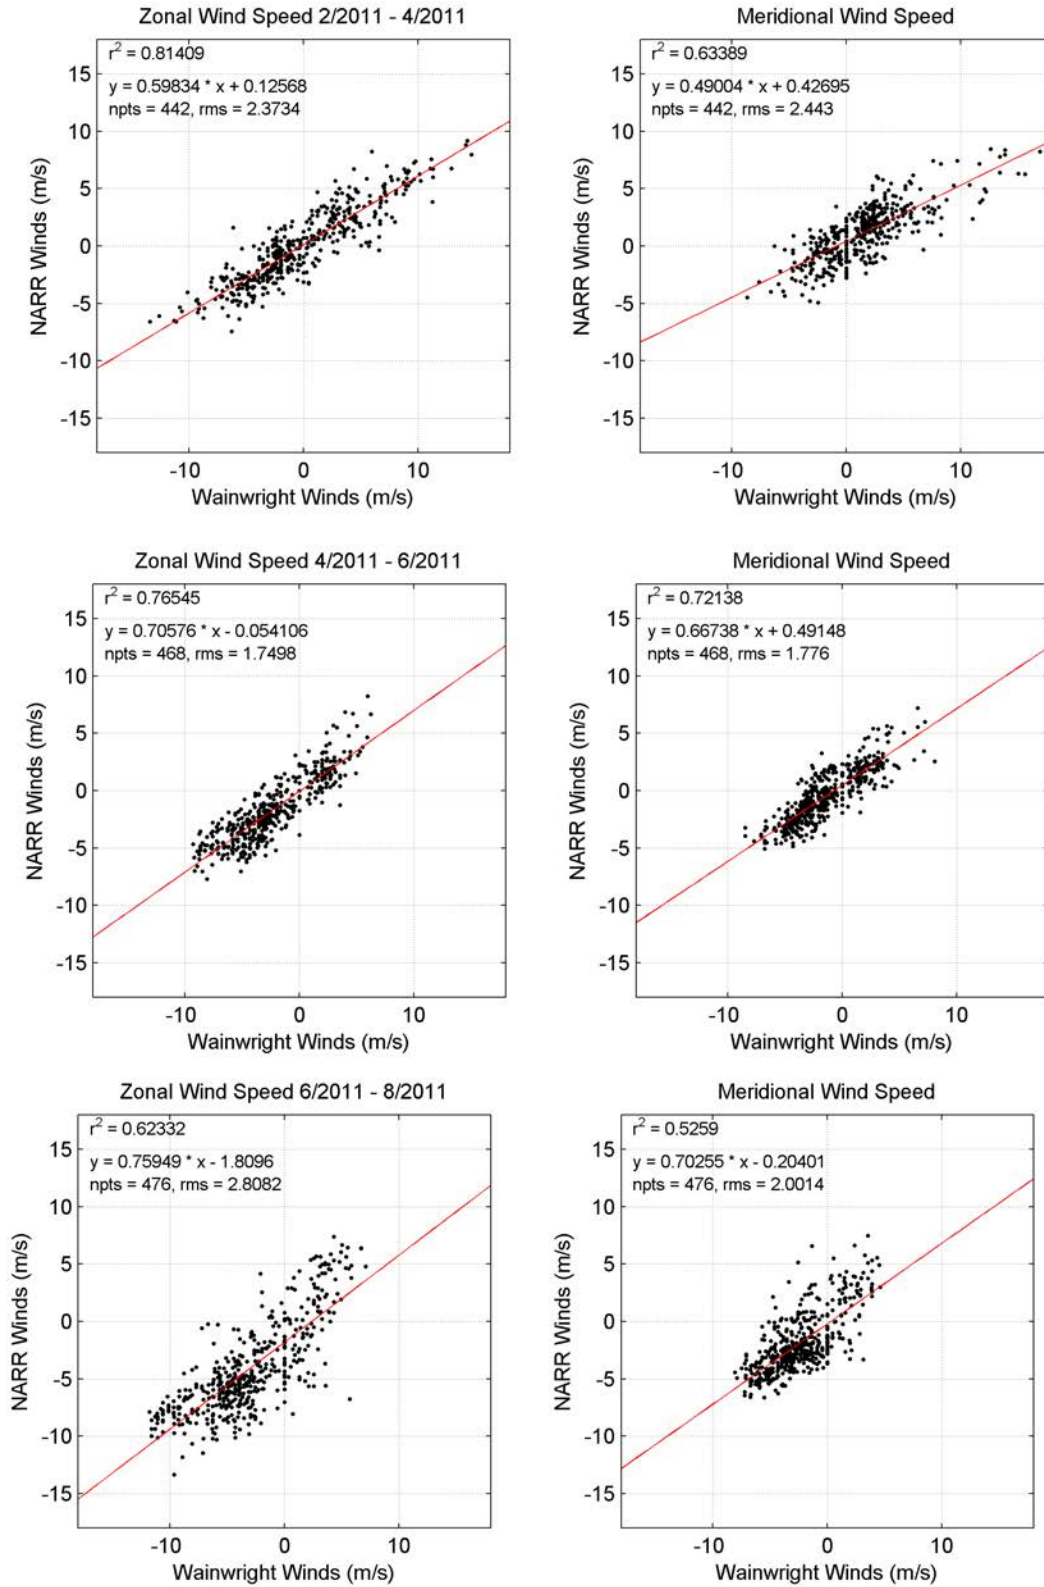 Zonal Wind Speed 2/2011 - 4/2011
r² = 0.81409
y = 0.59834 * x + 0.12568
npts = 442, rms = 2.3734
15
10
5
0
-5
-10
-15
NARR Winds (m/s)
-10 0 10
Wainwright Winds (m/s)
Meridional Wind Speed
r² = 0.63389
y = 0.49004 * x + 0.42695
npts = 442, rms = 2.443
15
10
5
0
-5
-10
-15
NARR Winds (m/s)
-10 0 10
Wainwright Winds (m/s)
Zonal Wind Speed 4/2011 - 6/2011
r² = 0.76545
y = 0.70576 * x - 0.054106
npts = 468, rms = 1.7498
15
10
5
0
-5
-10
-15
NARR Winds (m/s)
-10 0 10
Wainwright Winds (m/s)
Meridional Wind Speed
r² = 0.72138
y = 0.66738 * x + 0.49148
npts = 468, rms = 1.776
15
10
5
0
-5
-10
-15
NARR Winds (m/s)
-10 0 10
Wainwright Winds (m/s)
Zonal Wind Speed 6/2011 - 8/2011
r² = 0.62332
y = 0.75949 * x - 1.8096
npts = 476, rms = 2.8082
15
10
5
0
-5
-10
-15
NARR Winds (m/s)
-10 0 10
Wainwright Winds (m/s)
Meridional Wind Speed
r² = 0.5259
y = 0.70255 * x - 0.20401
npts = 476, rms = 2.0014
15
10
5
0
-5
-10
-15
NARR Winds (m/s)
-10 0 10
Wainwright Winds (m/s)